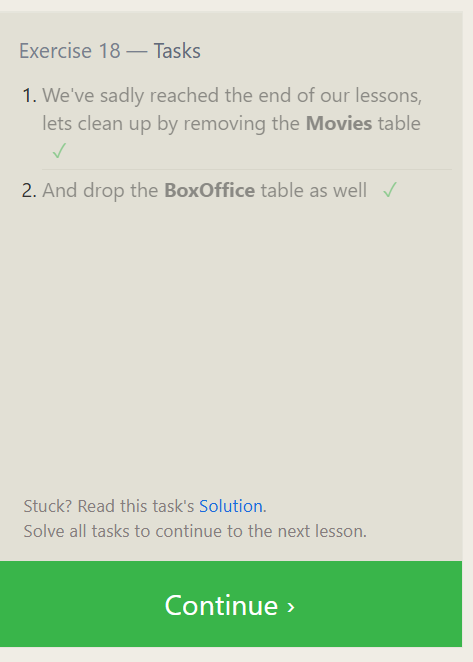 Exercise 18 — Tasks
1. We've sadly reached the end of our lessons,
lets clean up by removing the Movies table
✓
2. And drop the BoxOffice table as well ✓
Stuck? Read this task's Solution.
Solve all tasks to continue to the next lesson.
Continue ›